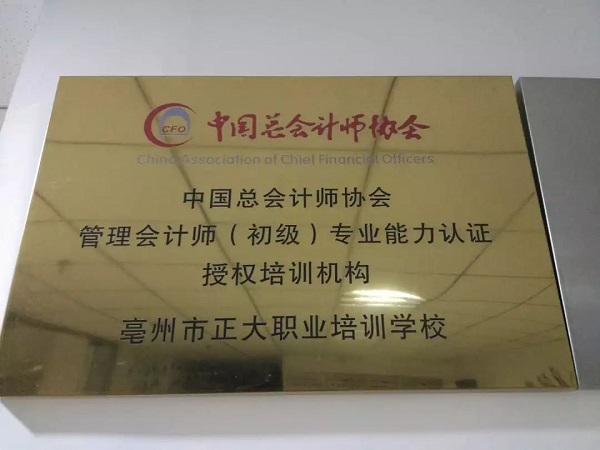 CFO 中国总会计师协会
China Association of Chief Financial Officers
中国总会计师协会
管理会计师（初级）专业能力认证
授权培训机构
亳州市正大职业培训学校